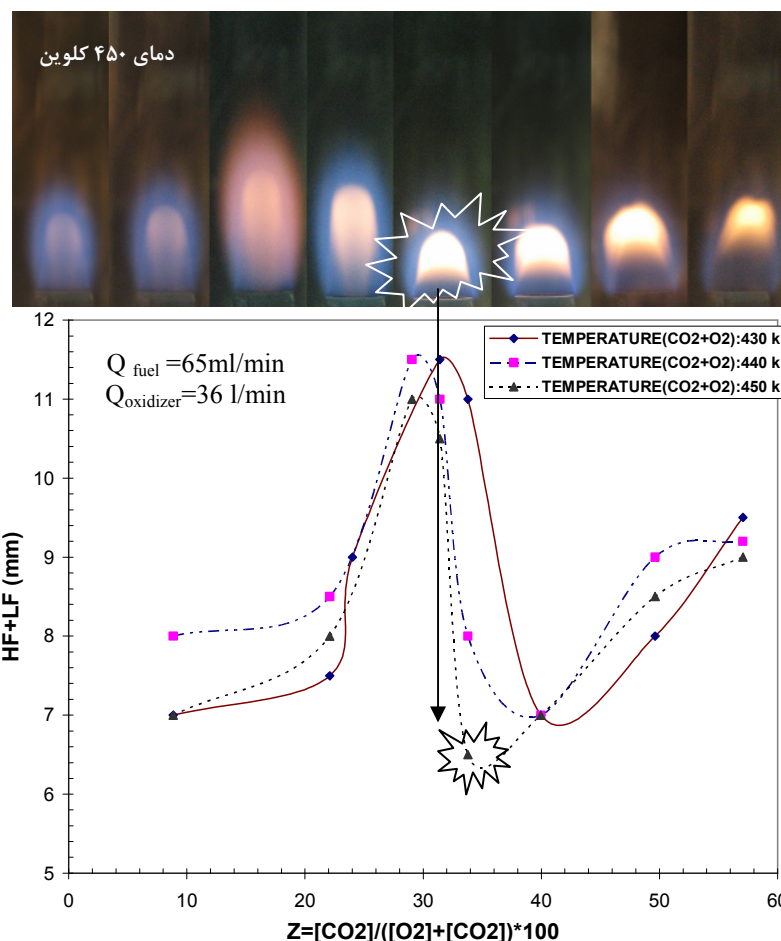 دمای ۴۵۰ کلوین
12
11
10
9
8
7
6
5
HF+LF (mm)
Q fuel =65ml/min
Qoxidizer=36 l/min
TEMPERATURE(CO2+O2):430 k
TEMPERATURE(CO2+O2):440 k
TEMPERATURE(CO2+O2):450 k
0 10 20 30 40 50 60
Z=[CO2]/([O2]+[CO2])*100